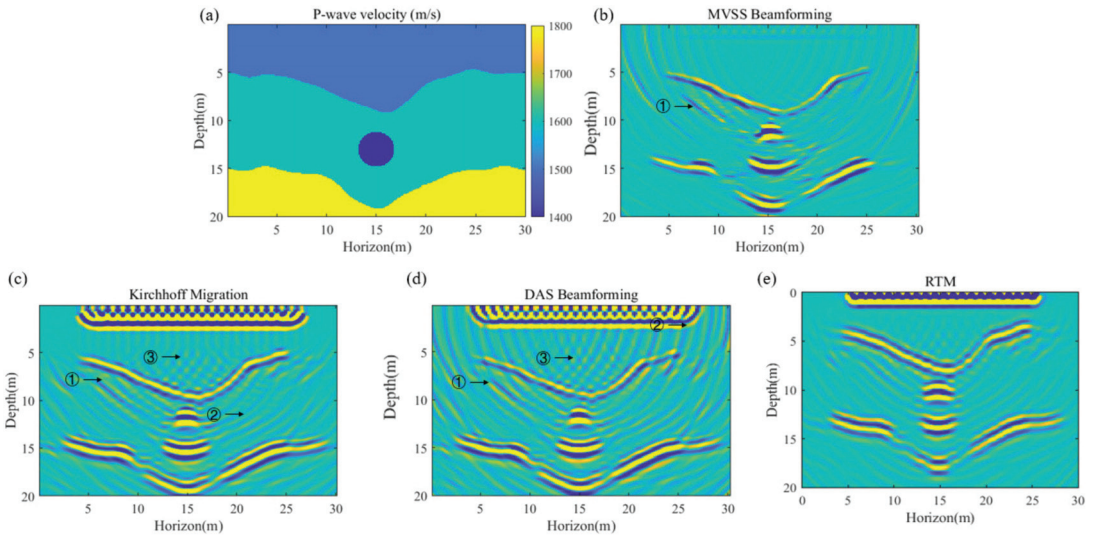 (a)
P-wave velocity (m/s)
0
5
10
15
20
Depth(m)
5 10 15 20 25 30
Horizon(m)
1800
1700
1600
1500
1400
(b)
MVSS Beamforming
5
10
15
20
Depth(m)
①
5 10 15 20 25 30
Horizon(m)
(c)
Kirchhoff Migration
5
10
15
20
Depth(m)
③
①
②
5 10 15 20 25 30
Horizon(m)
(d)
DAS Beamforming
5
10
15
20
Depth(m)
②
③
①
5 10 15 20 25 30
Horizon(m)
(e)
RTM
0
5
10
15
20
Depth(m)
0 5 10 15 20 25 30
Horizon(m)